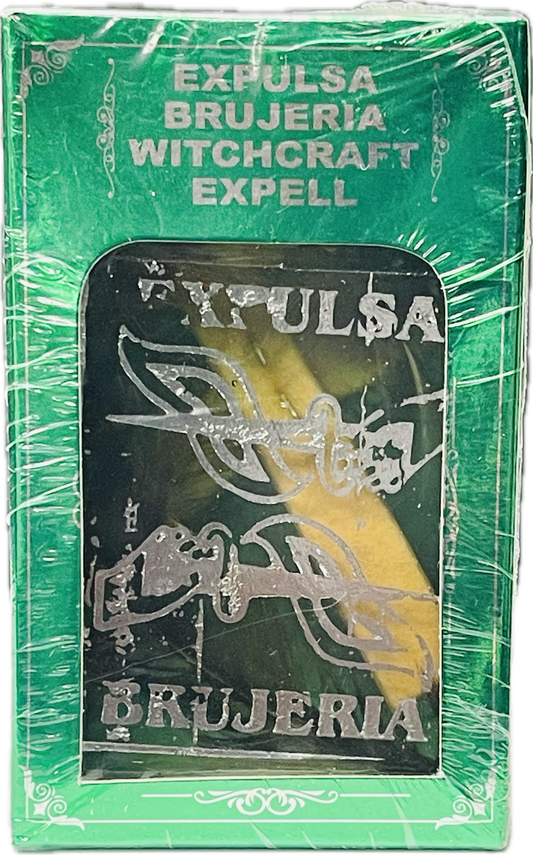 EXPULSA
BRUJERIA
WITCHCRAFT
EXPELL
EXPULSA
BRUJERIA